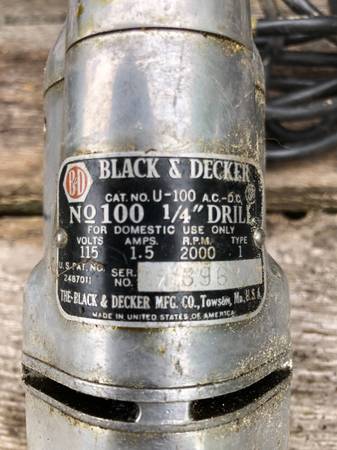 B&D BLACK & DECKER
CAT. NO. U-100 A.C.-D.C.
No 100 1/4" DRILL
FOR DOMESTIC USE ONLY
VOLTS AMPS. R.P.M. TYPE
115 1.5 2000 1
U.S. PAT. NO. 2487011
SER. NO.
THE BLACK & DECKER MFG. CO., Towson, Md., U.S.A.
MADE IN UNITED STATES OF AMERICA